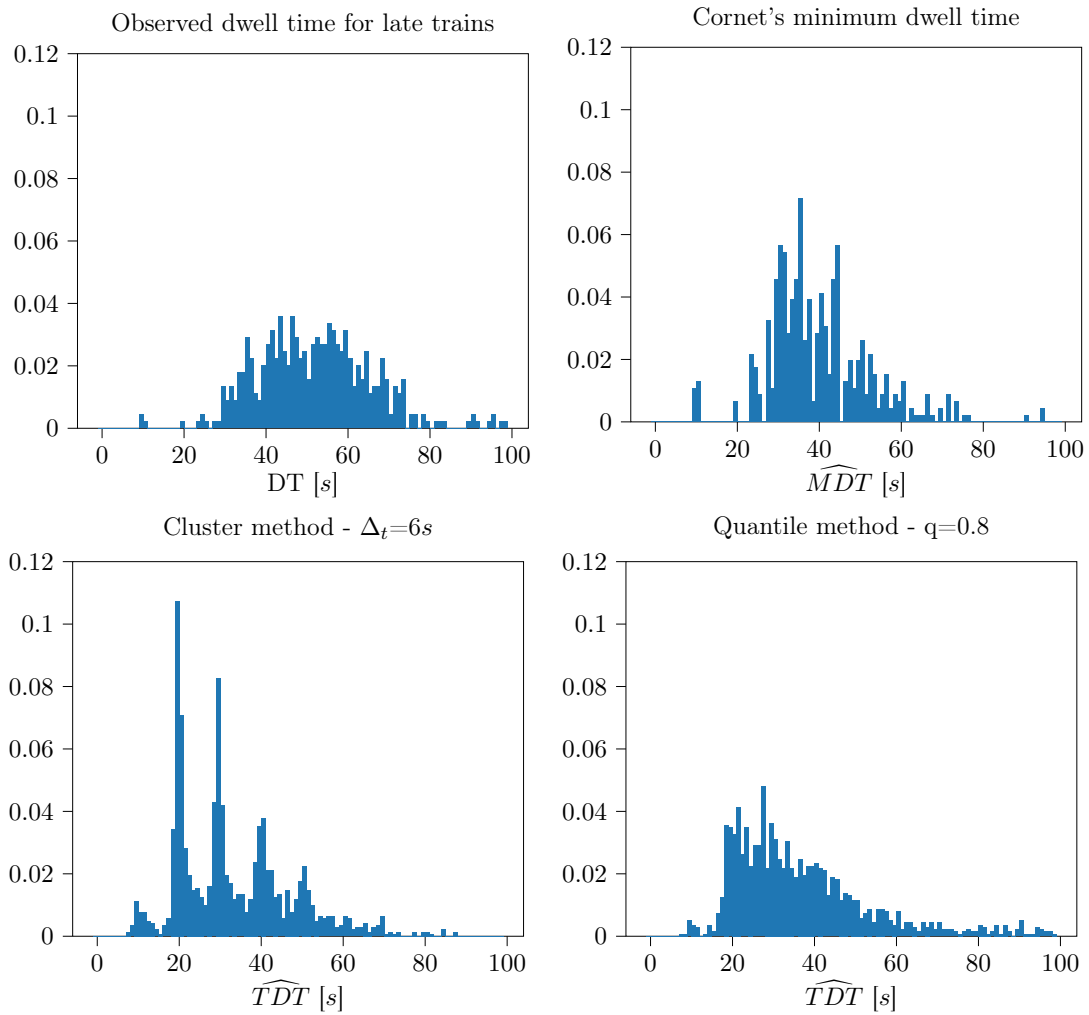 Observed dwell time for late trains
0.12
0.1
0.08
0.06
0.04
0.02
0
0 20 40 60 80 100
DT [s]
Cornet's minimum dwell time
0.12
0.1
0.08
0.06
0.04
0.02
0
0 20 40 60 80 100
$\widehat{MDT}$ [s]
Cluster method - Δₜ=6s
0.12
0.1
0.08
0.06
0.04
0.02
0
0 20 40 60 80 100
$\widehat{TDT}$ [s]
Quantile method - q=0.8
0.12
0.1
0.08
0.06
0.04
0.02
0
0 20 40 60 80 100
$\widehat{TDT}$ [s]